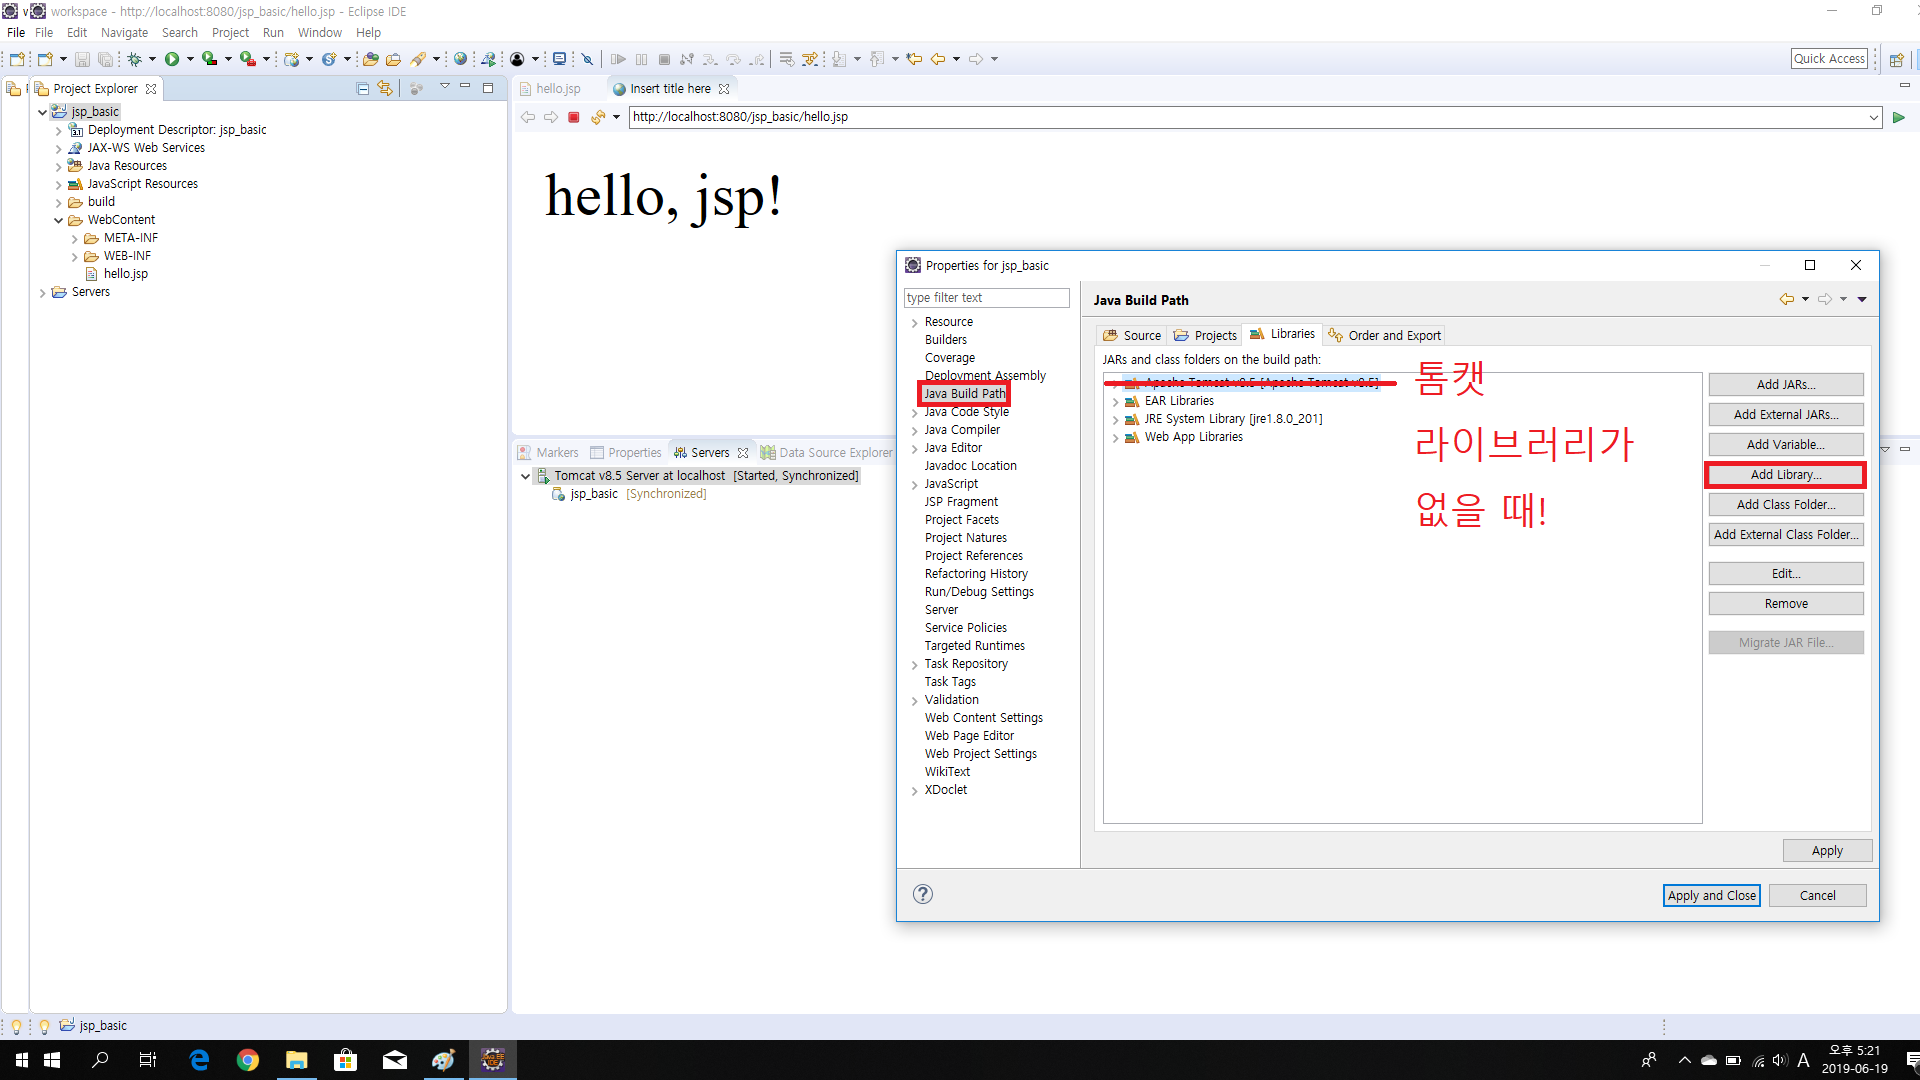 workspace - http://localhost:8080/jsp_basic/hello.jsp - Eclipse IDE
File File Edit Navigate Search Project Run Window Help
Quick Access
Project Explorer
jsp_basic
Deployment Descriptor: jsp_basic
JAX-WS Web Services
Java Resources
JavaScript Resources
build
WebContent
META-INF
WEB-INF
hello.jsp
Servers
hello.jsp Insert title here
http://localhost:8080/jsp_basic/hello.jsp
hello, jsp!
Markers Properties Servers Data Source Explorer
Tomcat v8.5 Server at localhost [Started, Synchronized]
jsp_basic [Synchronized]
Properties for jsp_basic
type filter text
Resource
Builders
Coverage
Deployment Assembly
Java Build Path
Java Code Style
Java Compiler
Java Editor
Javadoc Location
JavaScript
JSP Fragment
Project Facets
Project Natures
Project References
Refactoring History
Run/Debug Settings
Server
Service Policies
Targeted Runtimes
Task Repository
Task Tags
Validation
Web Content Settings
Web Page Editor
Web Project Settings
WikiText
XDoclet
Java Build Path
Source Projects Libraries Order and Export
JARs and class folders on the build path:
Apache Tomcat v8.5 [Apache Tomcat v8.5]
EAR Libraries
JRE System Library [jre1.8.0_201]
Web App Libraries
톰캣
라이브러리가
없을 때!
Add JARs...
Add External JARs...
Add Variable...
Add Library...
Add Class Folder...
Add External Class Folder...
Edit...
Remove
Migrate JAR File...
Apply
Apply and Close Cancel
jsp_basic
A
오후 5:21
2019-06-19